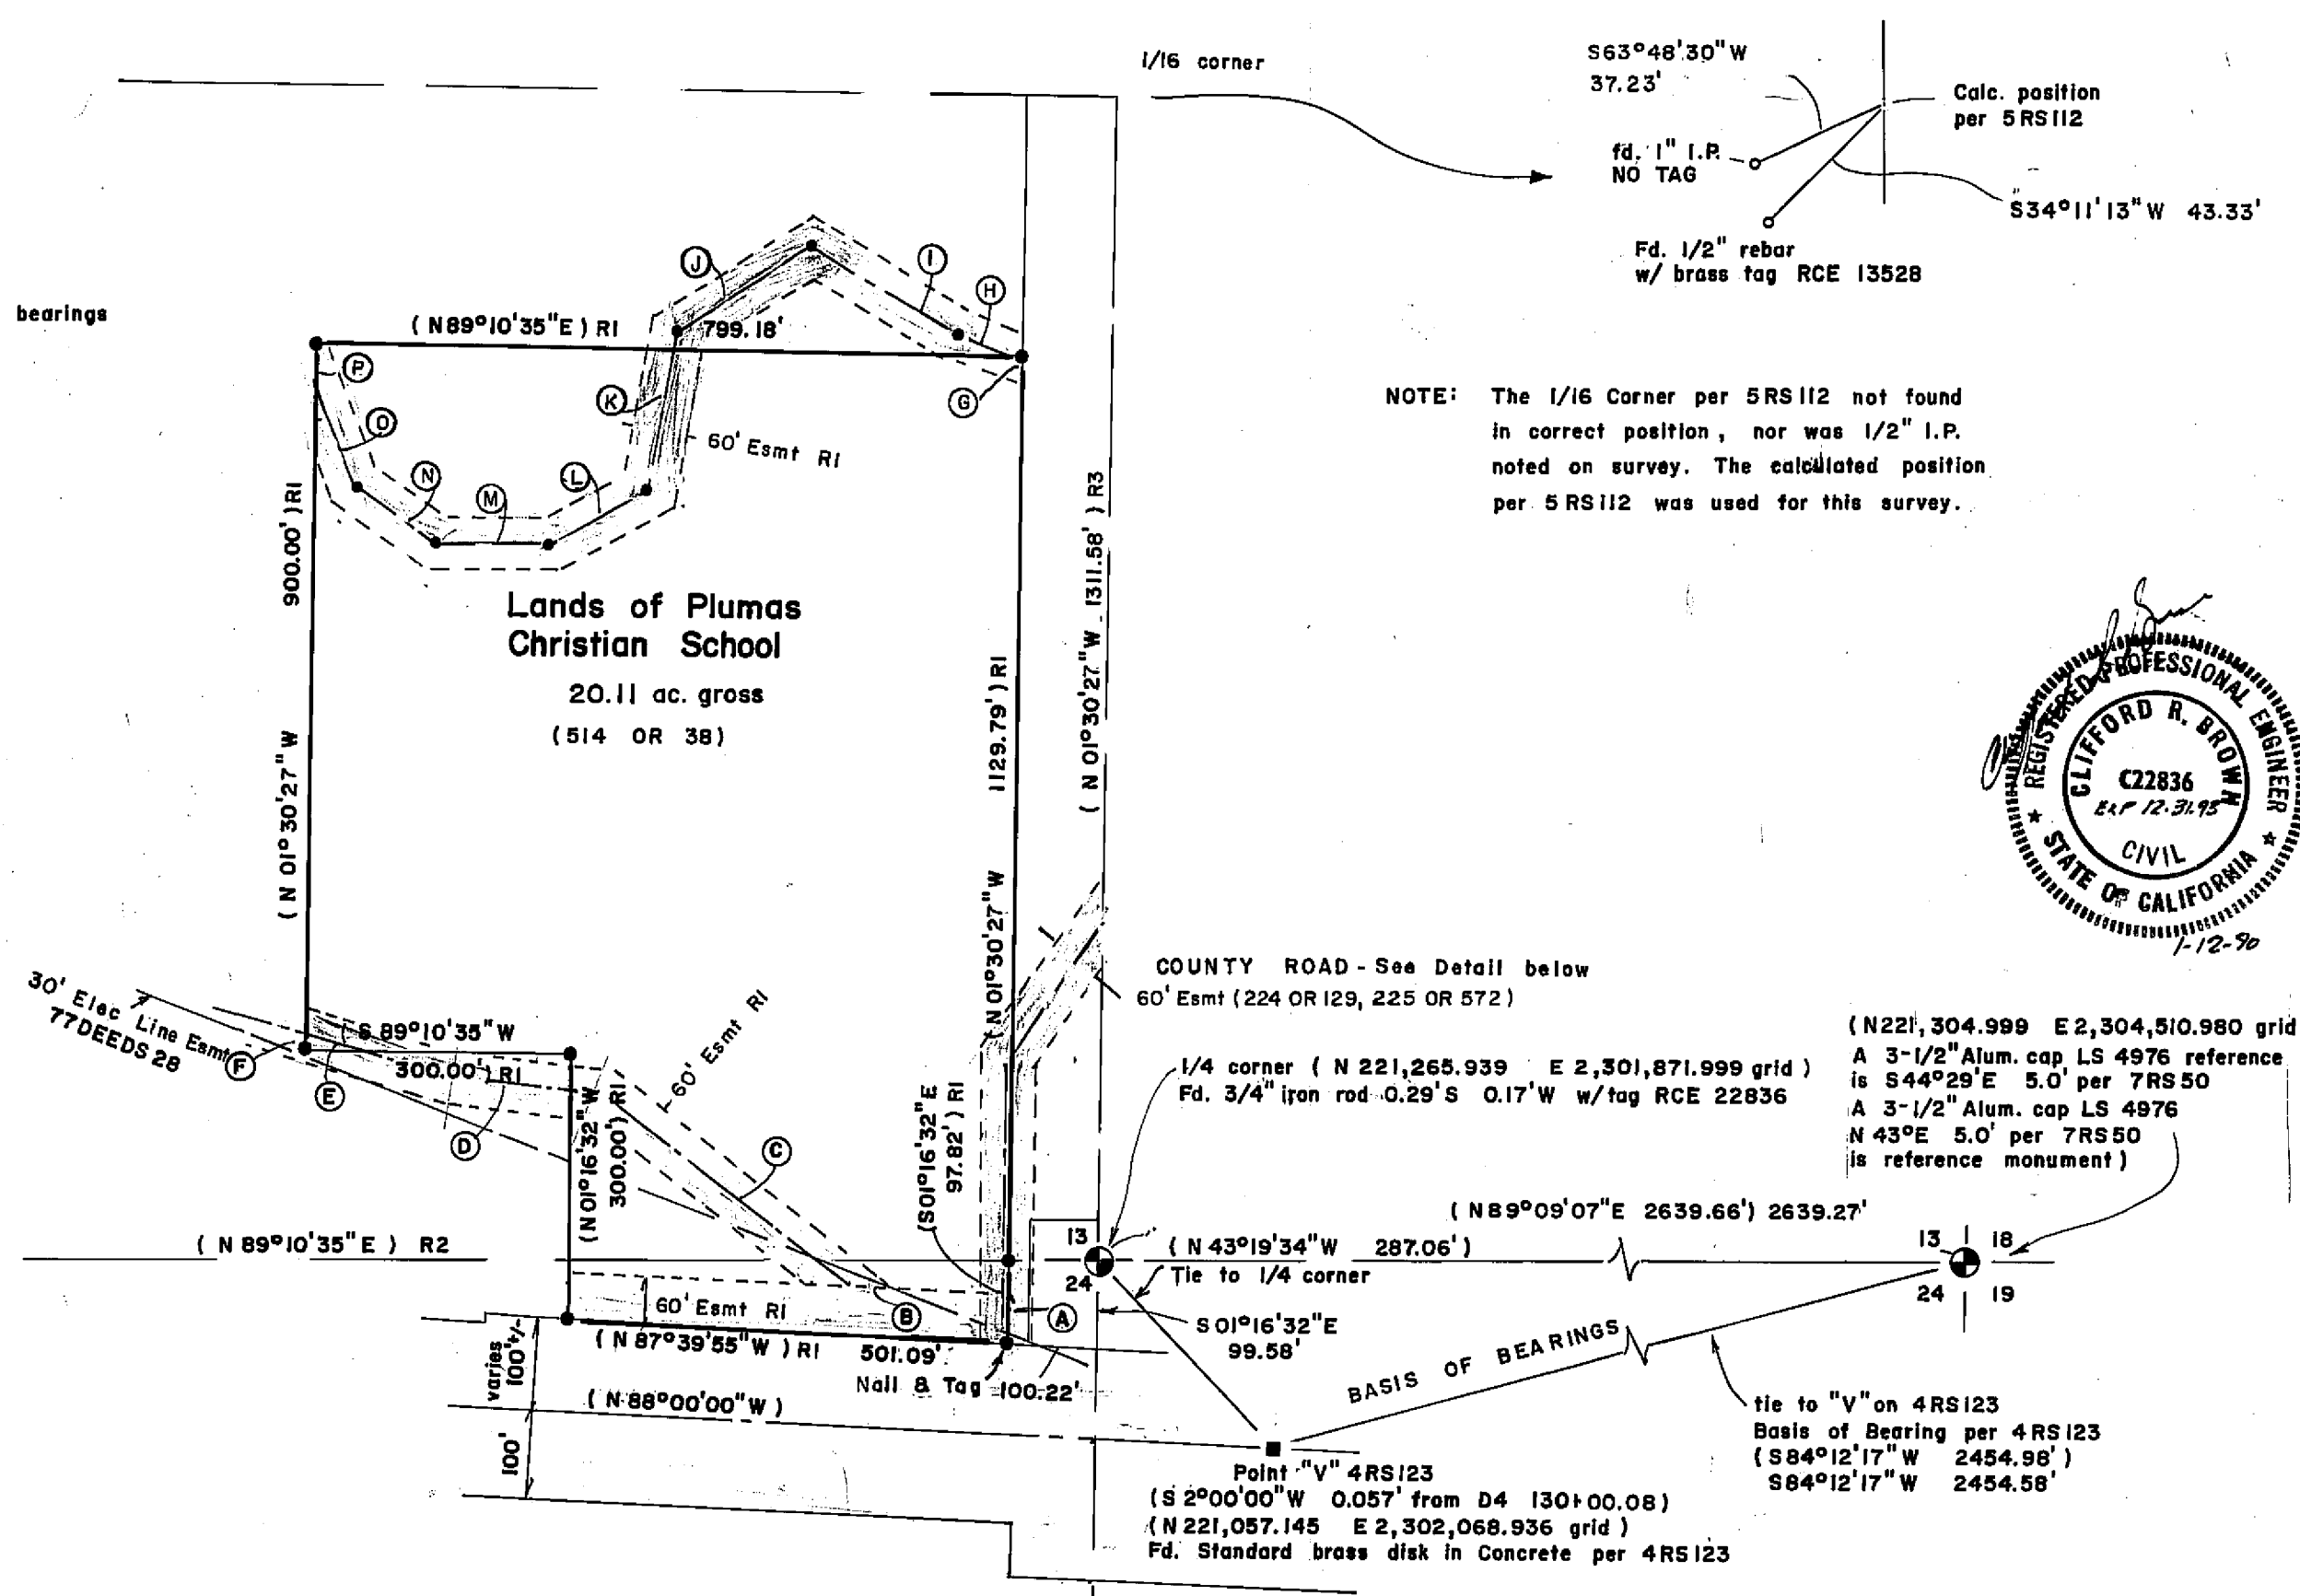 1/16 corner
S63°48'30"W
37.23'
Calc. position
per 5RS112
fd. 1" I.P.
NO TAG
S34°11'13"W 43.33'
Fd. 1/2" rebar
w/ brass tag RCE 13528
bearings
(N89°10'35"E) R1
799.18'
J
I
H
P
K
G
O
60' Esmt R1
N
M
L
NOTE: The 1/16 Corner per 5RS112 not found
in correct position, nor was 1/2" I.P.
noted on survey. The calculated position
per 5RS112 was used for this survey.
900.00') R1
(N 01°30'27"W
Lands of Plumas
Christian School
20.11 ac. gross
(514 OR 38)
1129.79') R1
(N 01°30'27"W
(N 01°30'27"W 1311.58') R3
REGISTERED PROFESSIONAL ENGINEER
CLIFFORD R. BROWN
C22836
EXP 12.31.93
CIVIL
STATE OF CALIFORNIA
1-12-90
COUNTY ROAD - See Detail below
60' Esmt (224 OR 129, 225 OR 572)
30' Elec Line Esmt
77DEEDS 28
F
S 89°10'35"W
300.00') R1
E
D
60' Esmt R1
(N01°16'32"W
300.00') R1
C
(S01°16'32"E
97.82') R1
1/4 corner (N 221,265.939 E 2,301,871.999 grid)
Fd. 3/4" iron rod 0.29'S 0.17'W w/tag RCE 22836
(N221,304.999 E2,304,510.980 grid
A 3-1/2" Alum. cap LS 4976 reference
is S44°29'E 5.0' per 7RS50
A 3-1/2" Alum. cap LS 4976
N 43°E 5.0' per 7RS50
is reference monument)
(N89°09'07"E 2639.66') 2639.27'
(N 89°10'35"E) R2
13
24
(N 43°19'34"W 287.06')
Tie to 1/4 corner
13 18
24 19
60' Esmt R1
B
A
S01°16'32"E
99.58'
(N 87°39'55"W) R1 501.09'
Nail & Tag 100.22'
varies
100'+/-
(N 88°00'00"W)
100'
BASIS OF BEARINGS
tie to "V" on 4RS123
Basis of Bearing per 4RS123
(S84°12'17"W 2454.98')
S84°12'17"W 2454.58'
Point "V" 4RS123
(S 2°00'00"W 0.057' from D4 130+00.08)
(N221,057.145 E2,302,068.936 grid)
Fd. Standard brass disk in Concrete per 4RS123